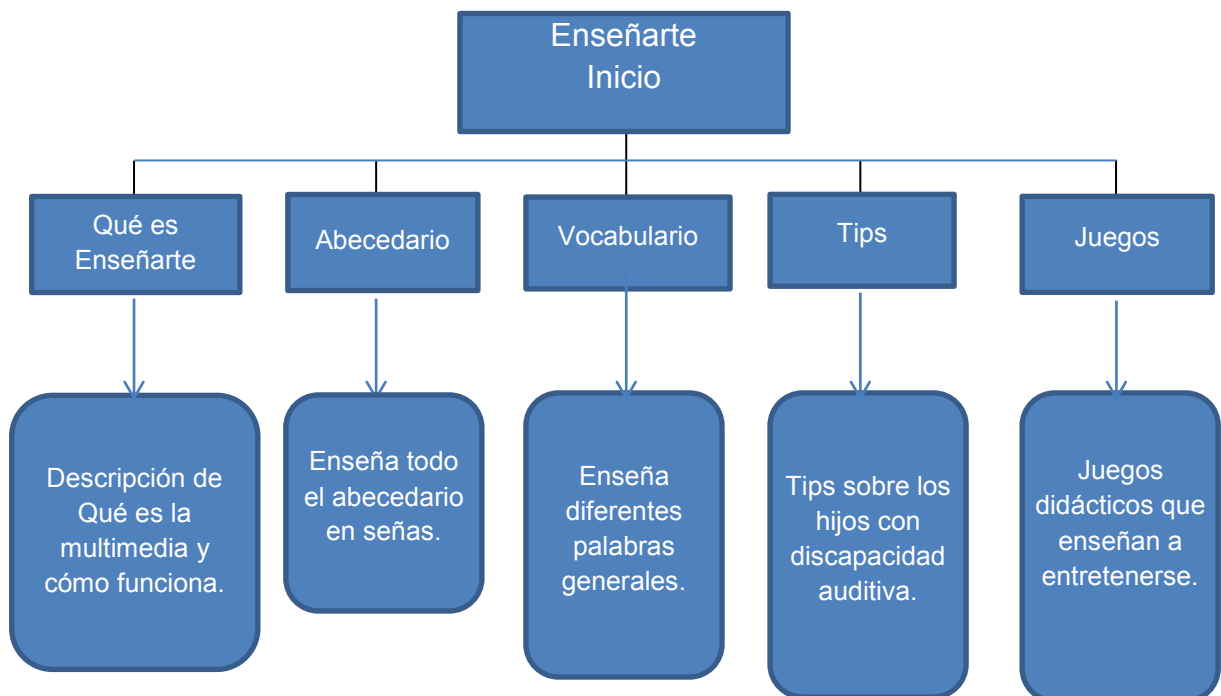 Enseñarte
Inicio
Qué es
Enseñarte
Abecedario
Vocabulario
Tips
Juegos
Descripción de
Qué es la
multimedia y
cómo funciona.
Enseña todo
el abecedario
en señas.
Enseña
diferentes
palabras
generales.
Tips sobre los
hijos con
discapacidad
auditiva.
Juegos
didácticos que
enseñan a
entretenerse.